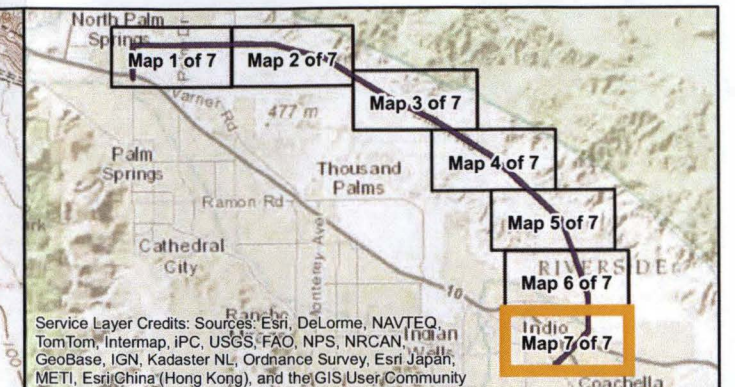 North Palm
Springs
Map 1 of 7
Map 2 of 7
Map 3 of 7
Varner Rd
477 m
Map 4 of 7
Palm
Springs
Thousand
Palms
Ramon Rd
Map 5 of 7
Cathedral
City
Monterey Ave
RIVERSIDE
Map 6 of 7
10
Service Layer Credits: Sources: Esri, DeLorme, NAVTEQ,
TomTom, Intermap, iPC, USGS, FAO, NPS, NRCAN,
GeoBase, IGN, Kadaster NL, Ordnance Survey, Esri Japan,
METI, Esri China (Hong Kong), and the GIS User Community
Rancho
Indian
Wells
Indio
Map 7 of 7
Coachella
100